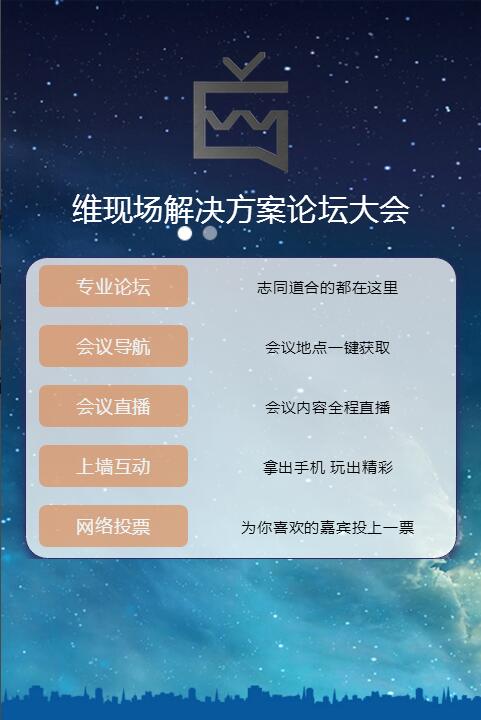 维现场解决方案论坛大会
专业论坛 志同道合的都在这里
会议导航 会议地点一键获取
会议直播 会议内容全程直播
上墙互动 拿出手机 玩出精彩
网络投票 为你喜欢的嘉宾投上一票